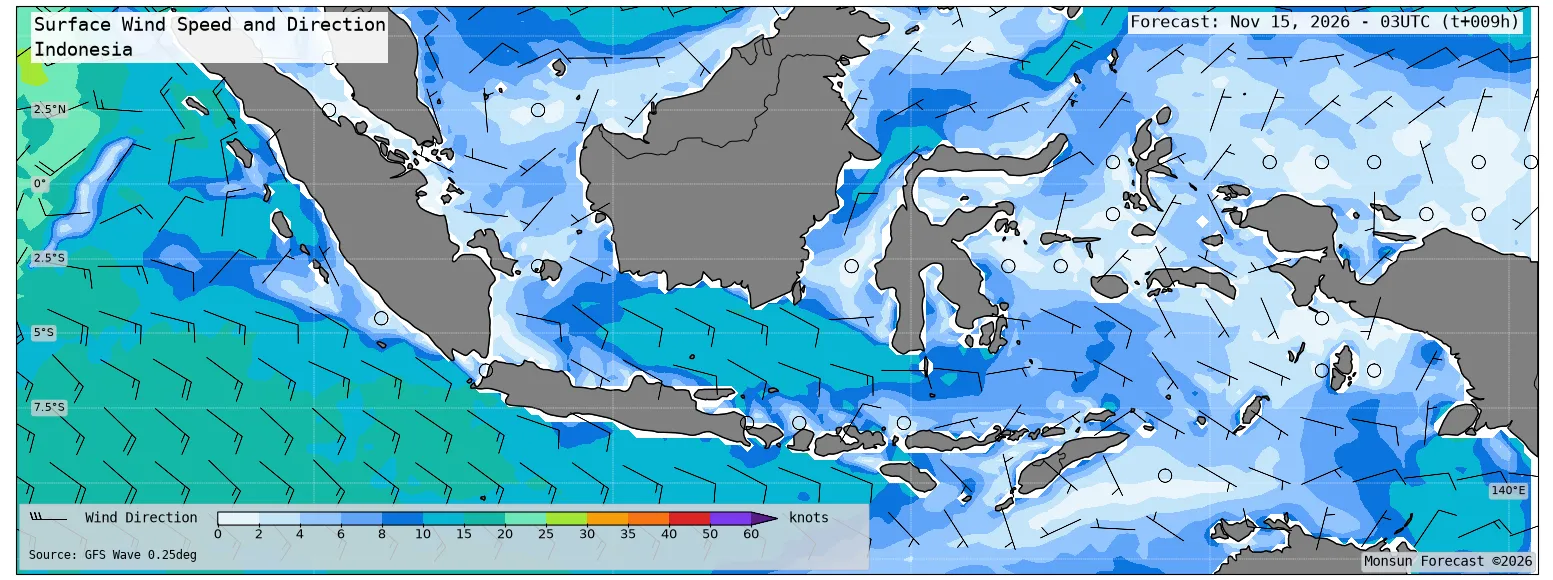 Surface Wind Speed and Direction
Indonesia
Forecast: Nov 15, 2026 - 03UTC (t+009h)
2.5°N
0°
2.5°S
5°S
7.5°S
140°E
Wind Direction
0 2 4 6 8 10 15 20 25 30 35 40 50 60
knots
Source: GFS Wave 0.25deg
Monsun Forecast ©2026